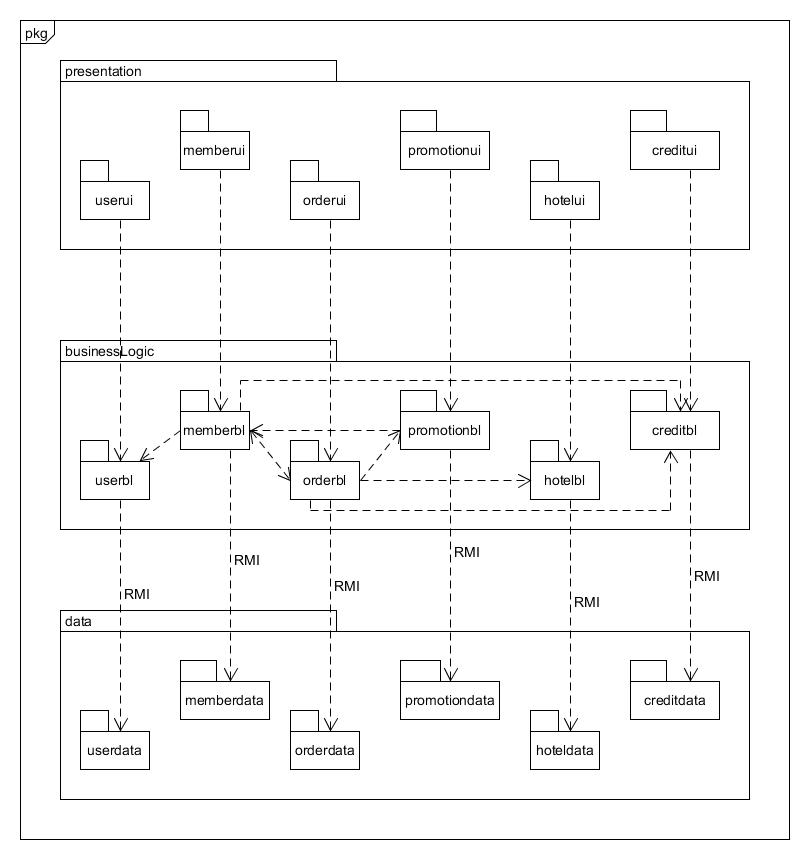 pkg
presentation
memberui
promotionui
creditui
userui
orderui
hotelui
businessLogic
memberbl
promotionbl
creditbl
userbl
orderbl
hotelbl
RMI
RMI
RMI
RMI
RMI
RMI
data
memberdata
promotiondata
creditdata
userdata
orderdata
hoteldata